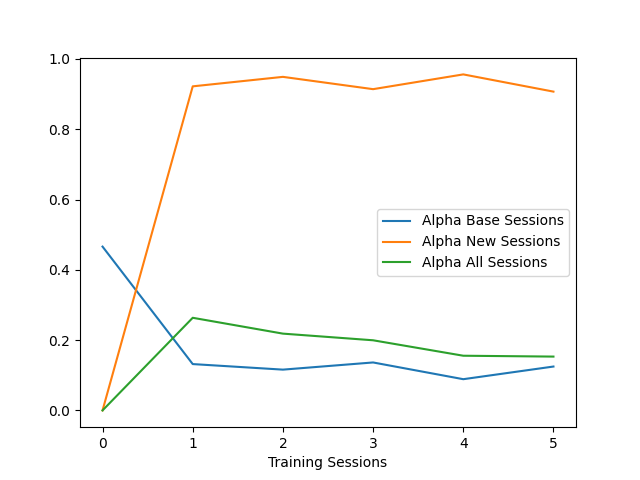 1.0
0.8
0.6
0.4
0.2
0.0
Alpha Base Sessions
Alpha New Sessions
Alpha All Sessions
0 1 2 3 4 5
Training Sessions